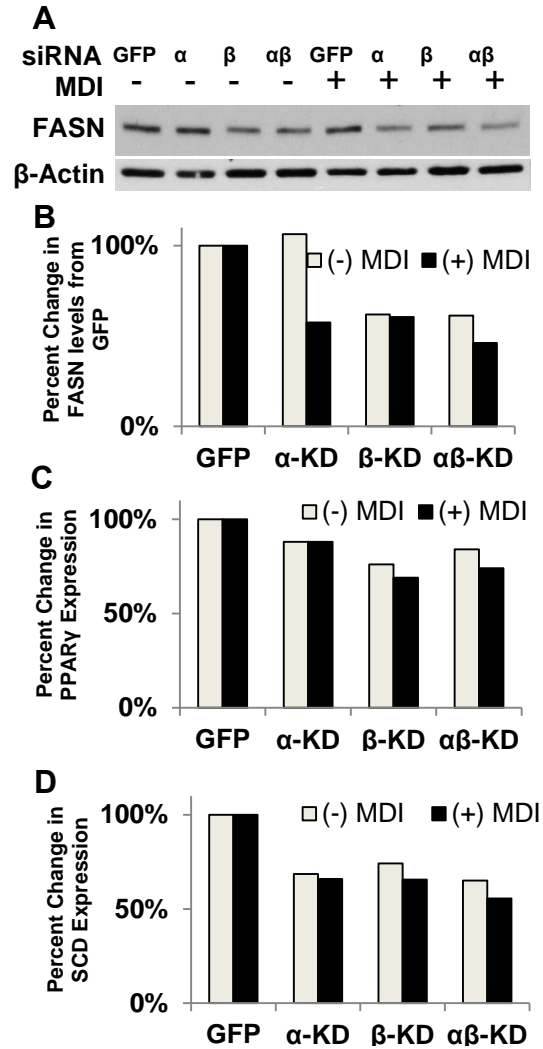 A
siRNA GFP α β αβ GFP α β αβ
MDI - - - - + + + +
FASN
β-Actin
B
Percent Change in
FASN levels from
GFP
100%
0%
(-) MDI (+) MDI
GFP α-KD β-KD αβ-KD
C
Percent Change in
PPARγ Expression
100%
50%
0%
(-) MDI (+) MDI
GFP α-KD β-KD αβ-KD
D
Percent Change in
SCD Expression
100%
50%
0%
(-) MDI (+) MDI
GFP α-KD β-KD αβ-KD